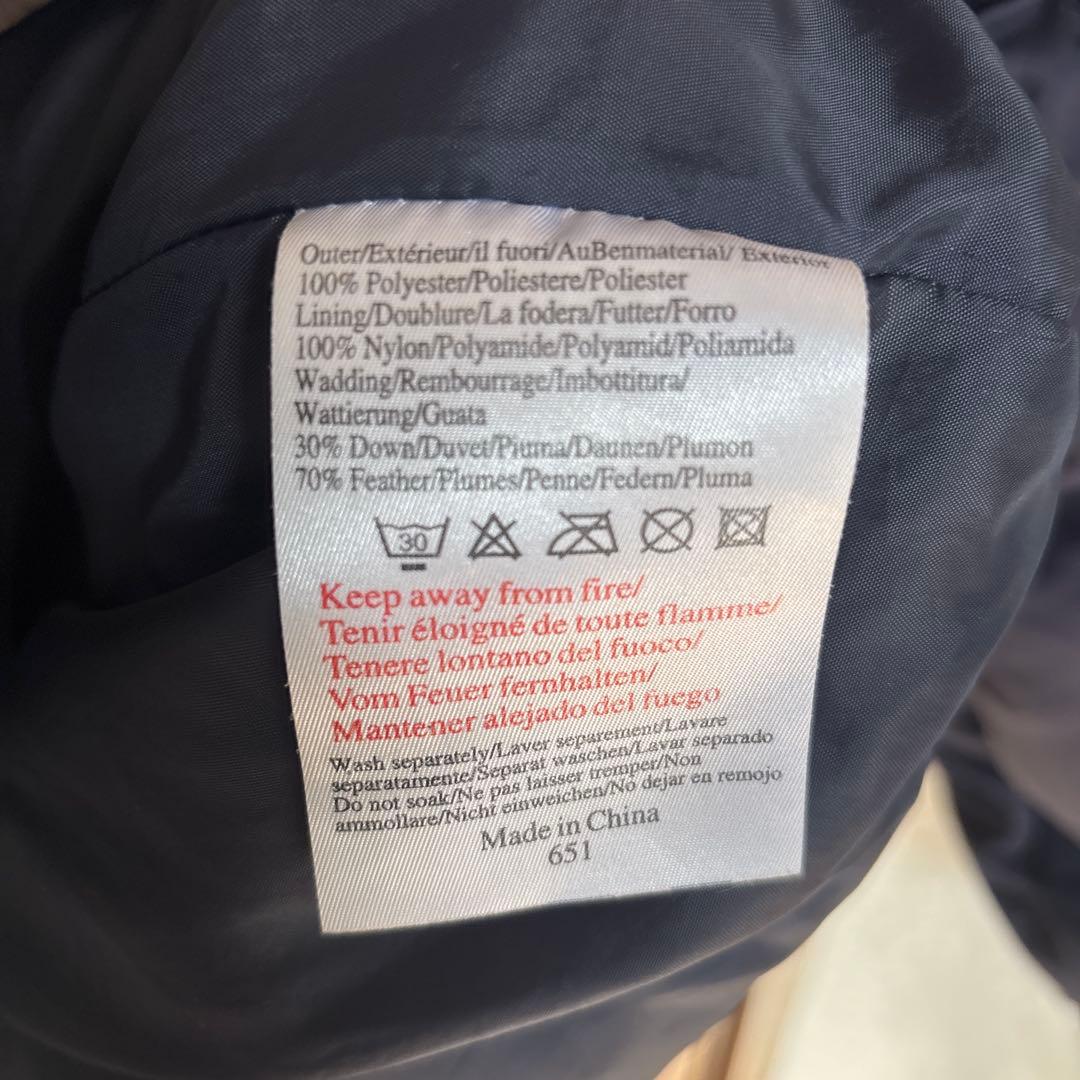 Outer/Extérieur/il fuori/AuBenmaterial/ Exterior
100% Polyester/Poliestere/Poliester
Lining/Doublure/La fodera/Futter/Forro
100% Nylon/Polyamide/Polyamid/Poliamida
Wadding/Rembourrage/Imbottitura/
Wattierung/Guata
30% Down/Duvet/Piuma/Daunen/Plumon
70% Feather/Plumes/Penne/Federn/Pluma
30
Keep away from fire/
Tenir éloigné de toute flamme/
Tenere lontano del fuoco/
Vom Feuer fernhalten/
Mantener alejado del fuego
Wash separately/Laver separement/Lavare
separatamente/Separat waschen/Lavar separado
Do not soak/Ne pas laisser tremper/Non
ammollare/Nicht einweichen/No dejar en remojo
Made in China
651